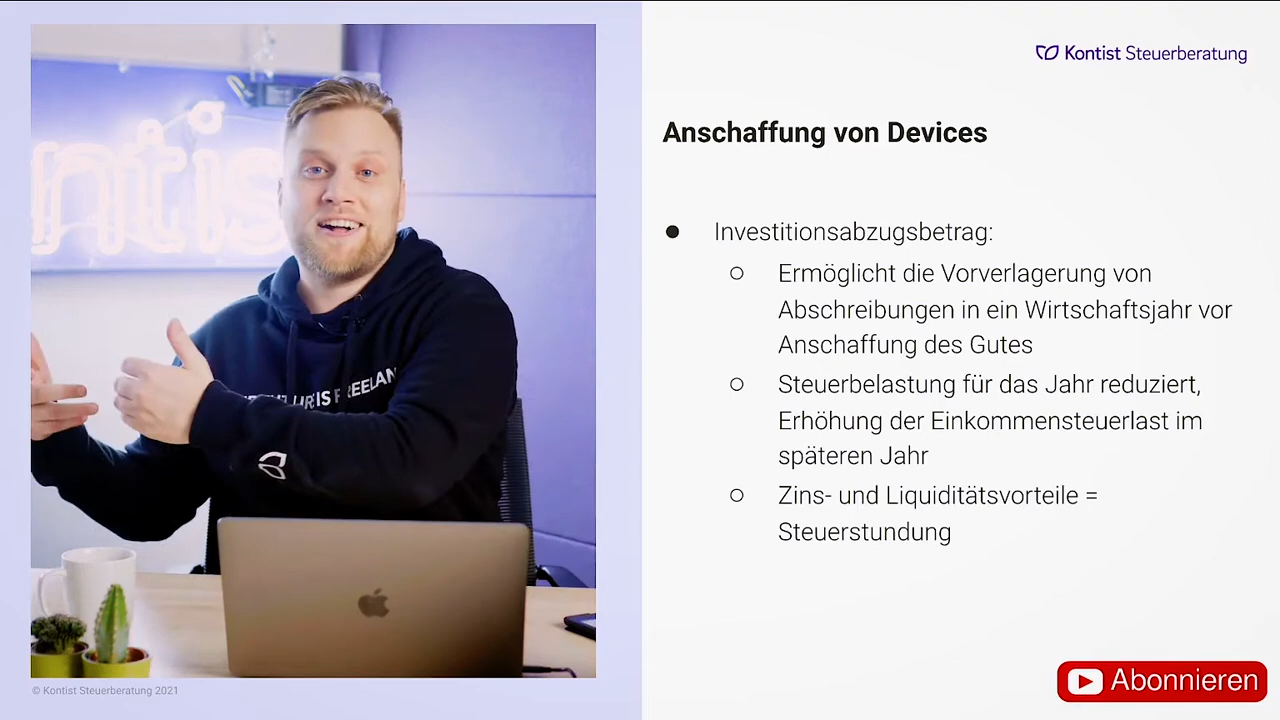 Kontist Steuerberatung
Anschaffung von Devices
Investitionsabzugsbetrag:
Ermöglicht die Vorverlagerung von
Abschreibungen in ein Wirtschaftsjahr vor
Anschaffung des Gutes
Steuerbelastung für das Jahr reduziert,
Erhöhung der Einkommensteuerlast im
späteren Jahr
Zins- und Liquiditätsvorteile =
Steuerstundung
© Kontist Steuerberatung 2021
Abonnieren